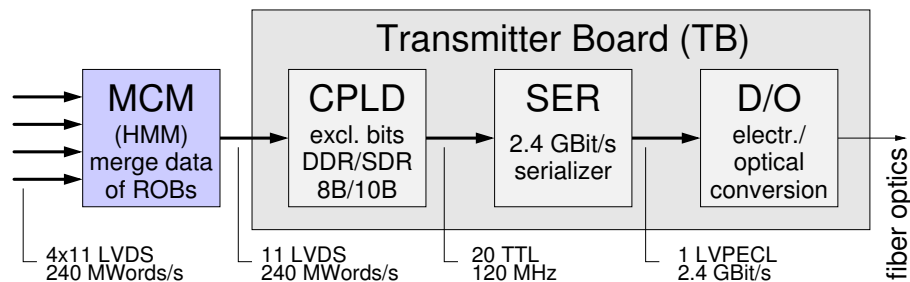 Transmitter Board (TB)
MCM
(HMM)
merge data
of ROBs
CPLD
excl. bits
DDR/SDR
8B/10B
SER
2.4 GBit/s
serializer
D/O
electr./
optical
conversion
fiber optics
4x11 LVDS
240 MWords/s
11 LVDS
240 MWords/s
20 TTL
120 MHz
1 LVPECL
2.4 GBit/s